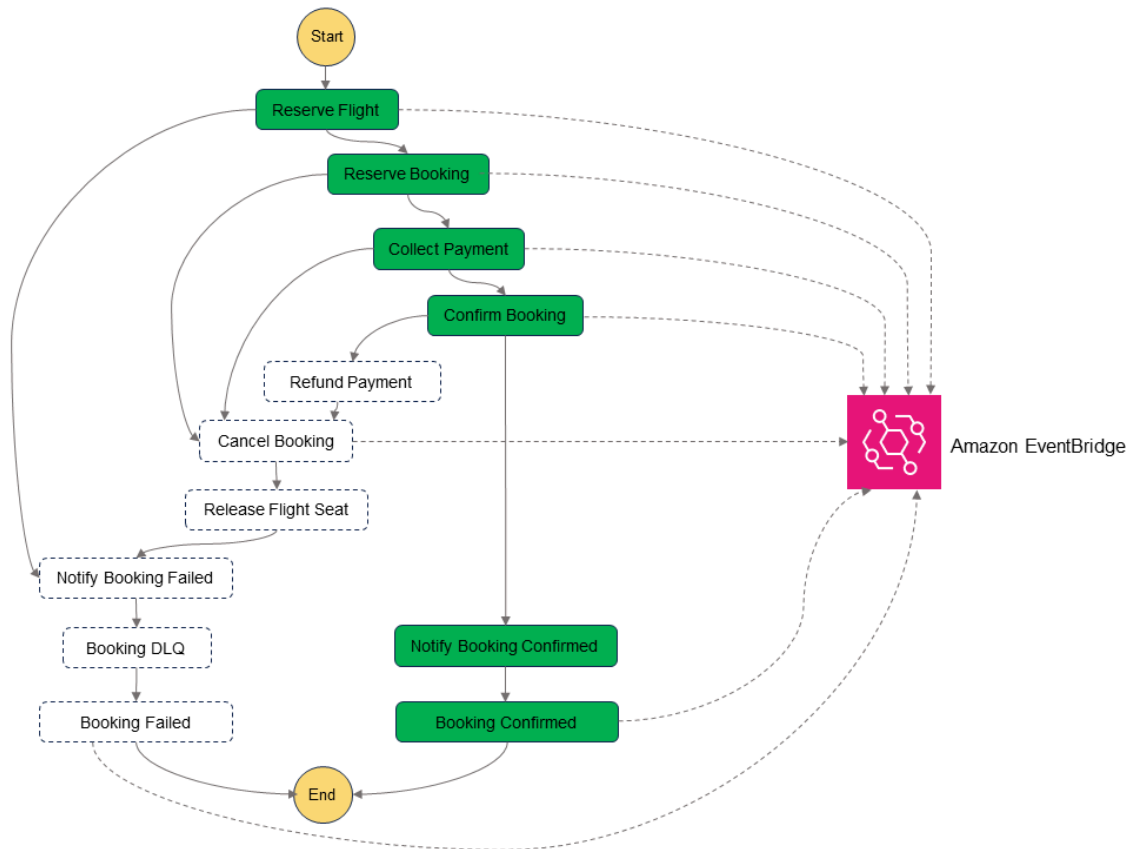 Start
Reserve Flight
Reserve Booking
Collect Payment
Confirm Booking
Refund Payment
Cancel Booking
Amazon EventBridge
Release Flight Seat
Notify Booking Failed
Booking DLQ
Notify Booking Confirmed
Booking Failed
Booking Confirmed
End